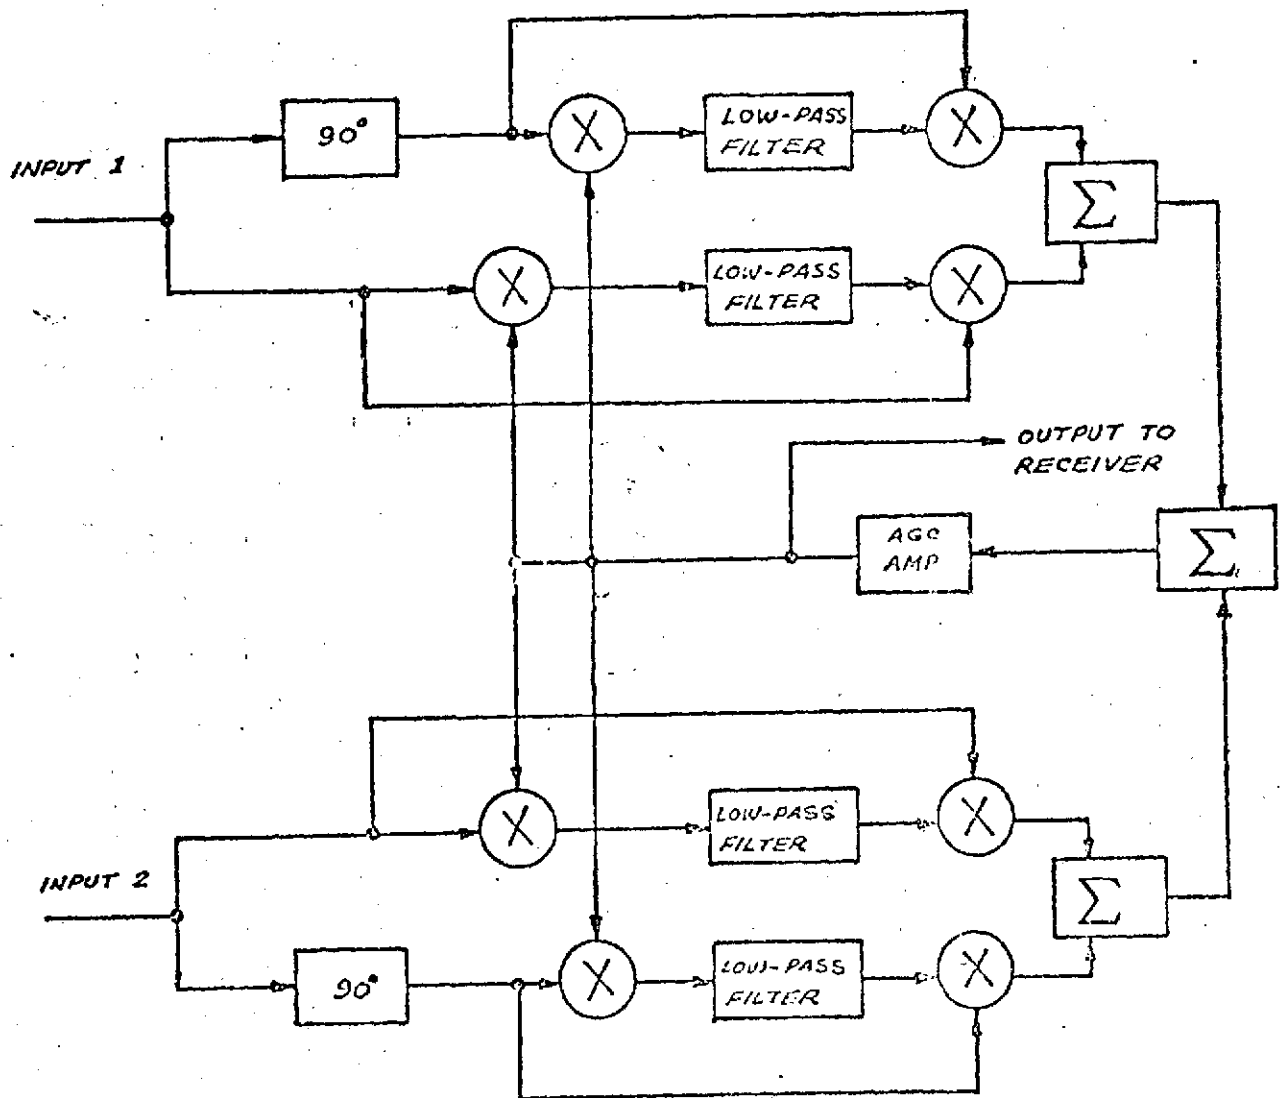 90°
LOW-PASS
FILTER
INPUT 1
Σ
LOW-PASS
FILTER
OUTPUT TO
RECEIVER
AGC
AMP
Σ
LOW-PASS
FILTER
INPUT 2
Σ
90°
LOW-PASS
FILTER